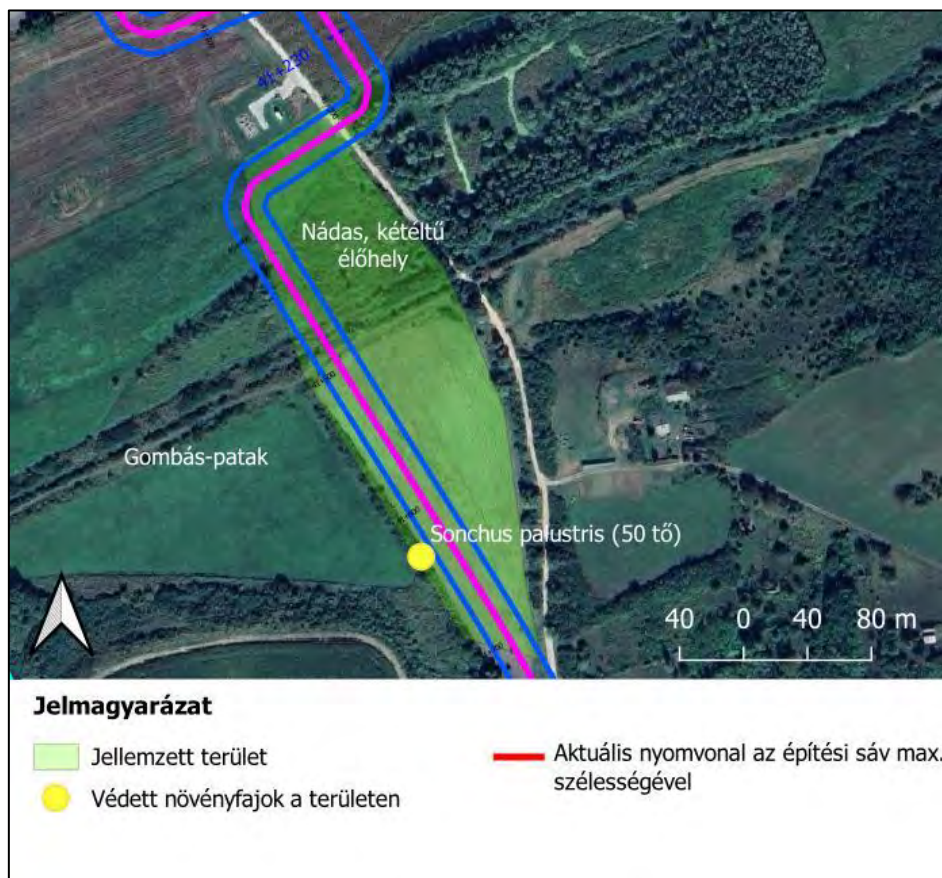 41+230
Nádas, kétéltű
élőhely
Gombás-patak
Sonchus palustris (50 tő)
40 0 40 80 m
Jelmagyarázat
Jellemzett terület
Védett növényfajok a területen
Aktuális nyomvonal az építési sáv max.
szélességével